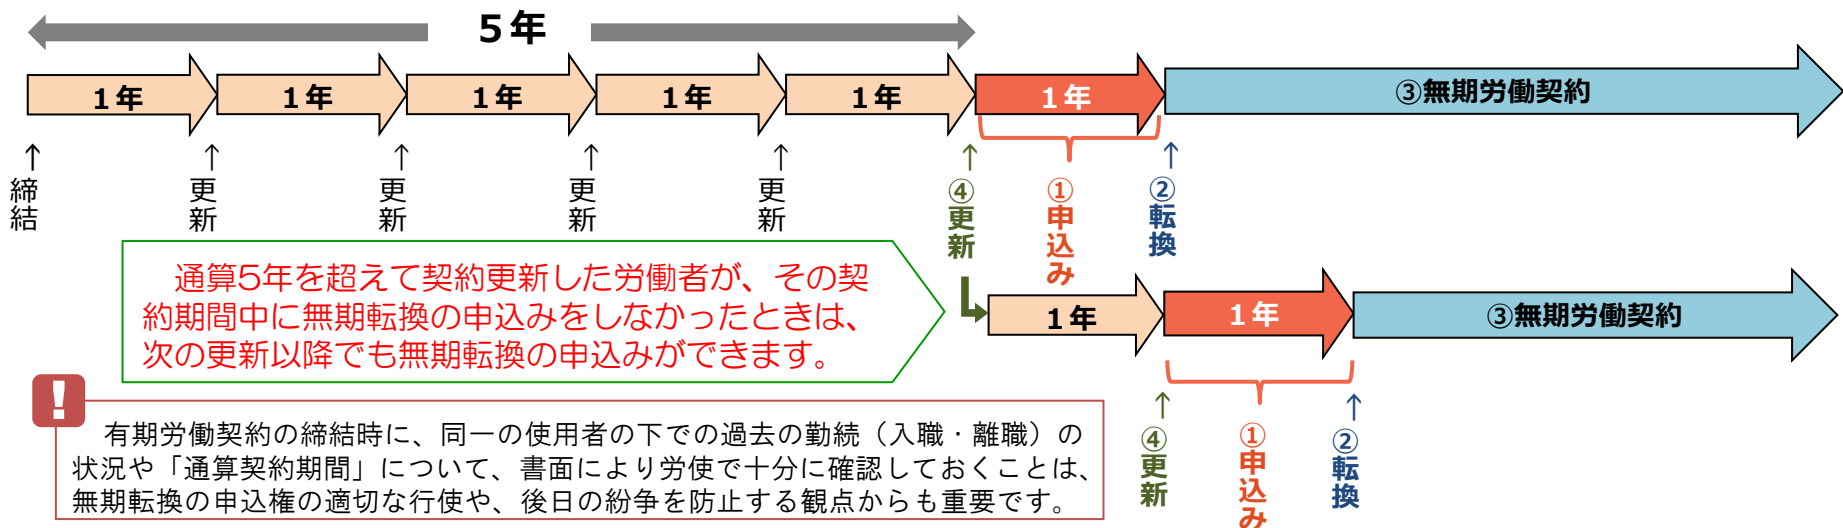 5年
1年
1年
1年
1年
1年
1年
③無期労働契約
↑
締結
↑
更新
↑
更新
↑
更新
↑
更新
↑
④更新
①申込み
↑
②転換
通算5年を超えて契約更新した労働者が、その契
約期間中に無期転換の申込みをしなかったときは、
次の更新以降でも無期転換の申込みができます。
1年
1年
③無期労働契約
↑
④更新
①申込み
↑
②転換
!
有期労働契約の締結時に、同一の使用者の下での過去の勤続（入職・離職）の
状況や「通算契約期間」について、書面により労使で十分に確認しておくことは、
無期転換の申込権の適切な行使や、後日の紛争を防止する観点からも重要です。